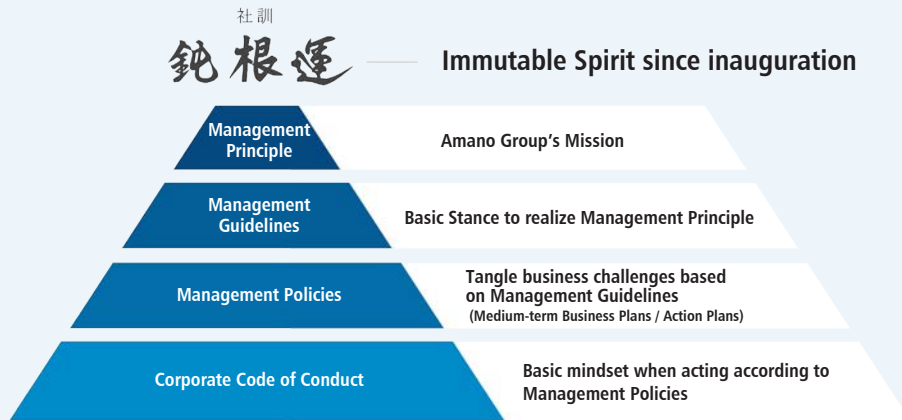 社訓
鈍根運
Immutable Spirit since inauguration
Management
Principle
Amano Group’s Mission
Management
Guidelines
Basic Stance to realize Management Principle
Management Policies
Tangle business challenges based
on Management Guidelines
(Medium-term Business Plans / Action Plans)
Corporate Code of Conduct
Basic mindset when acting according to
Management Policies